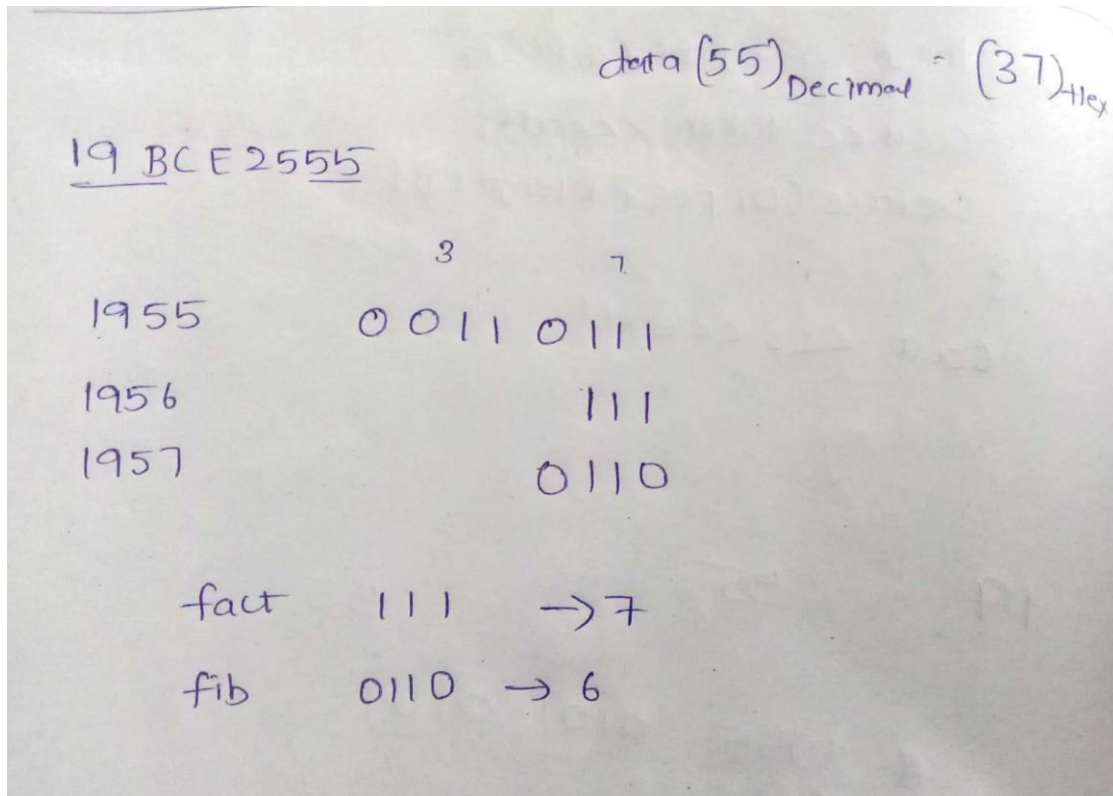 data (55)Decimal - (37)Hex
19 BCE2555
3 7
1955 0011 0111
1956 111
1957 0110
fact 111 → 7
fib 0110 → 6